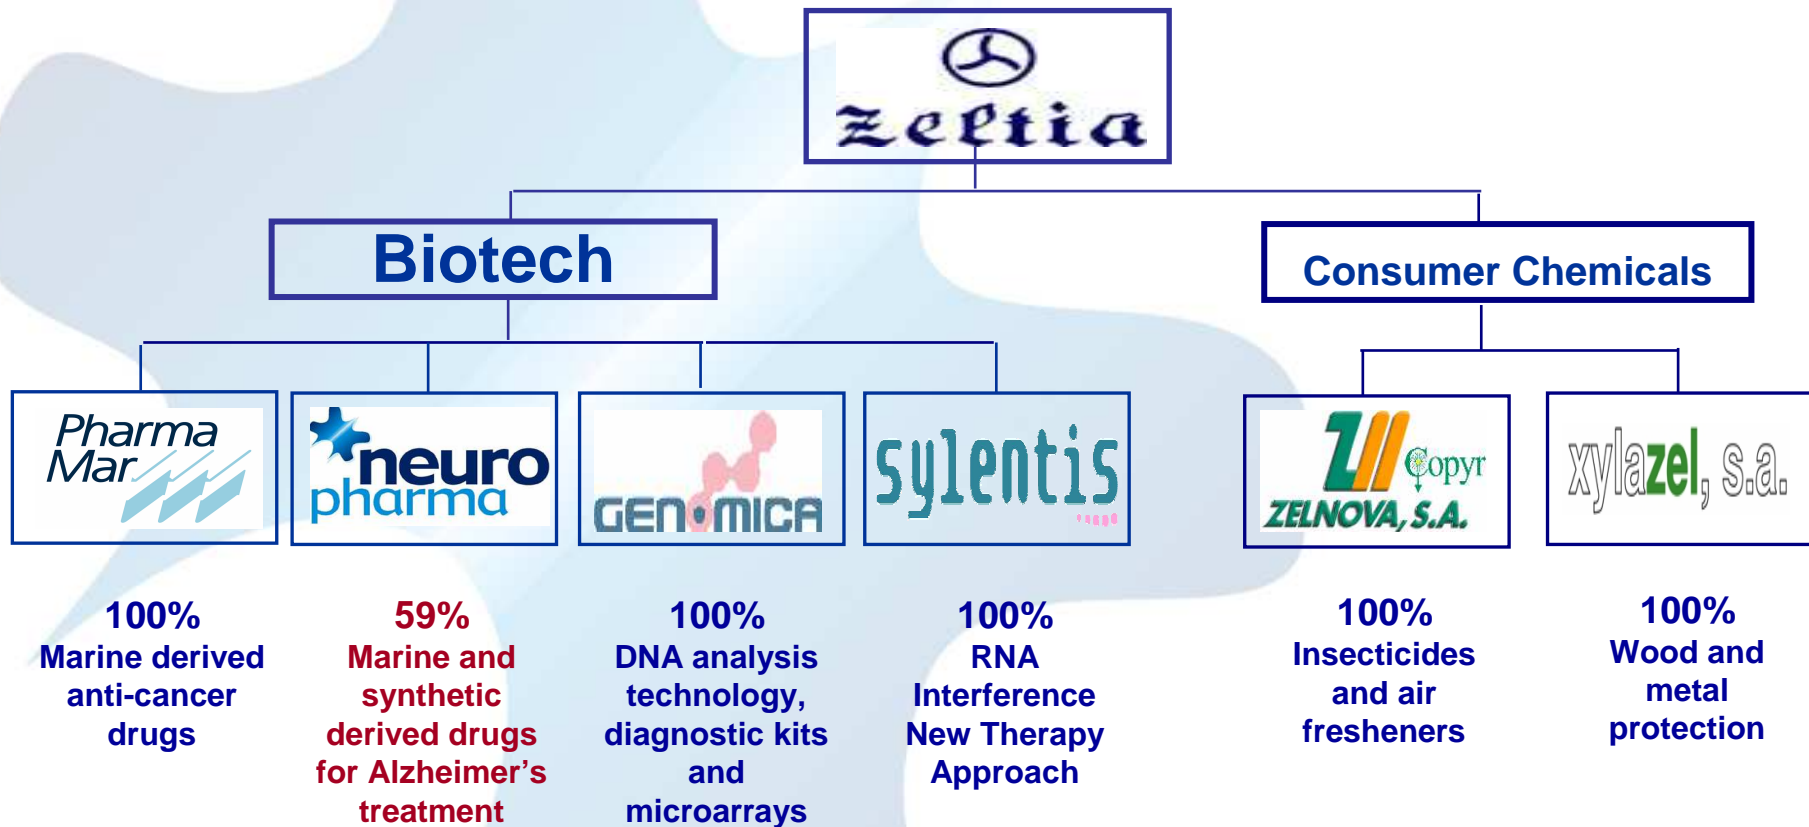 zeltia
Biotech
Consumer Chemicals
Pharma
Mar
neuro
pharma
GENOMICA
sylentis
Copyr
ZELNOVA, S.A.
xylazel, s.a.
100%
Marine derived
anti-cancer
drugs
59%
Marine and
synthetic
derived drugs
for Alzheimer's
treatment
100%
DNA analysis
technology,
diagnostic kits
and
microarrays
100%
RNA
Interference
New Therapy
Approach
100%
Insecticides
and air
fresheners
100%
Wood and
metal
protection